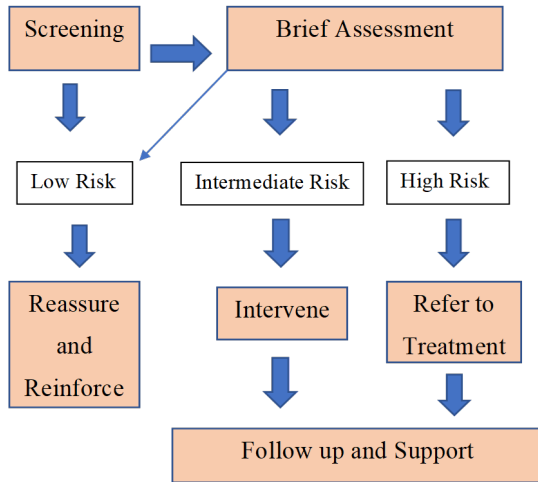 Screening
Brief Assessment
Low Risk
Intermediate Risk
High Risk
Reassure
and
Reinforce
Intervene
Refer to
Treatment
Follow up and Support